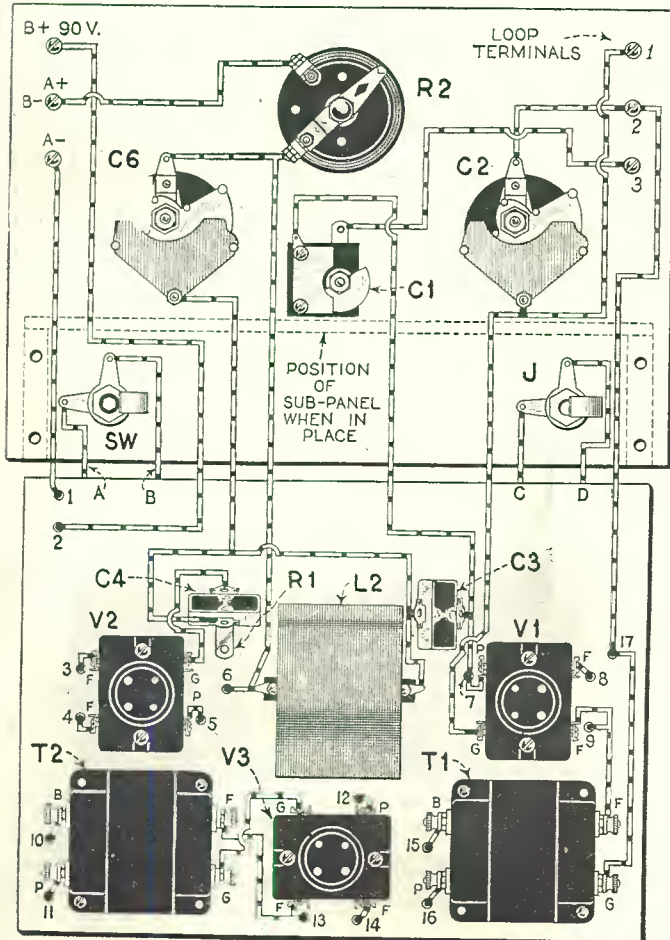 B+ 90 V.
A+
B-
A-
LOOP
TERMINALS
1
2
3
R2
C6
C2
C1
POSITION
OF
SUB-PANEL
WHEN IN
PLACE
J
SW
A
B
C
D
1
2
C4
R1
L2
C3
V2
V1
17
3
F
G
P
4
F
5
6
7
P
F
8
G
F
9
T2
V3
T1
B
F
10
P
G
11
G
12
P
F
13
F
14
B
F
15
P
G
16